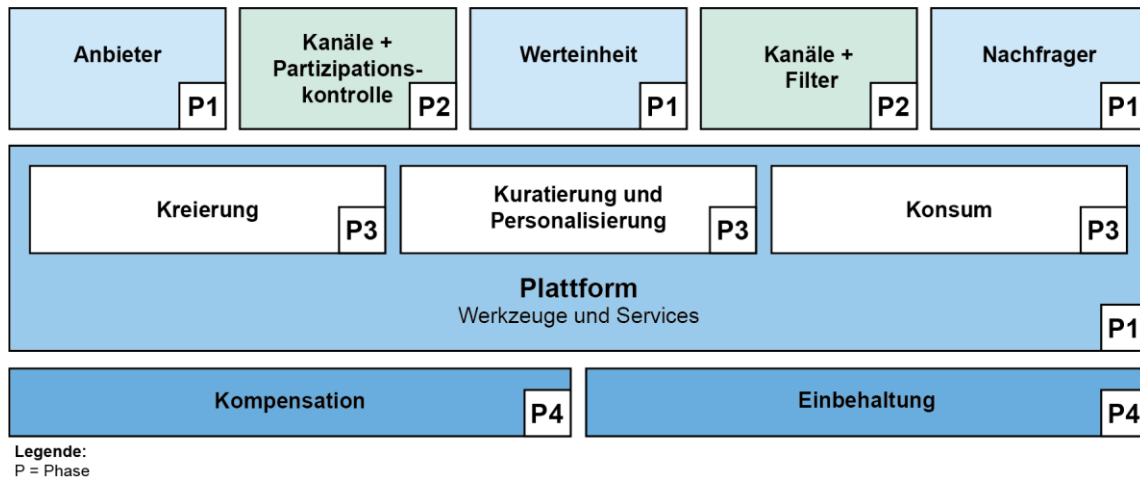 Anbieter
P1
Kanäle +
Partizipations-
kontrolle
P2
Werteinheit
P1
Kanäle +
Filter
P2
Nachfrager
P1
Kreierung
P3
Kuratierung und
Personalisierung
P3
Konsum
P3
Plattform
Werkzeuge und Services
P1
Kompensation
P4
Einbehaltung
P4
Legende:
P = Phase